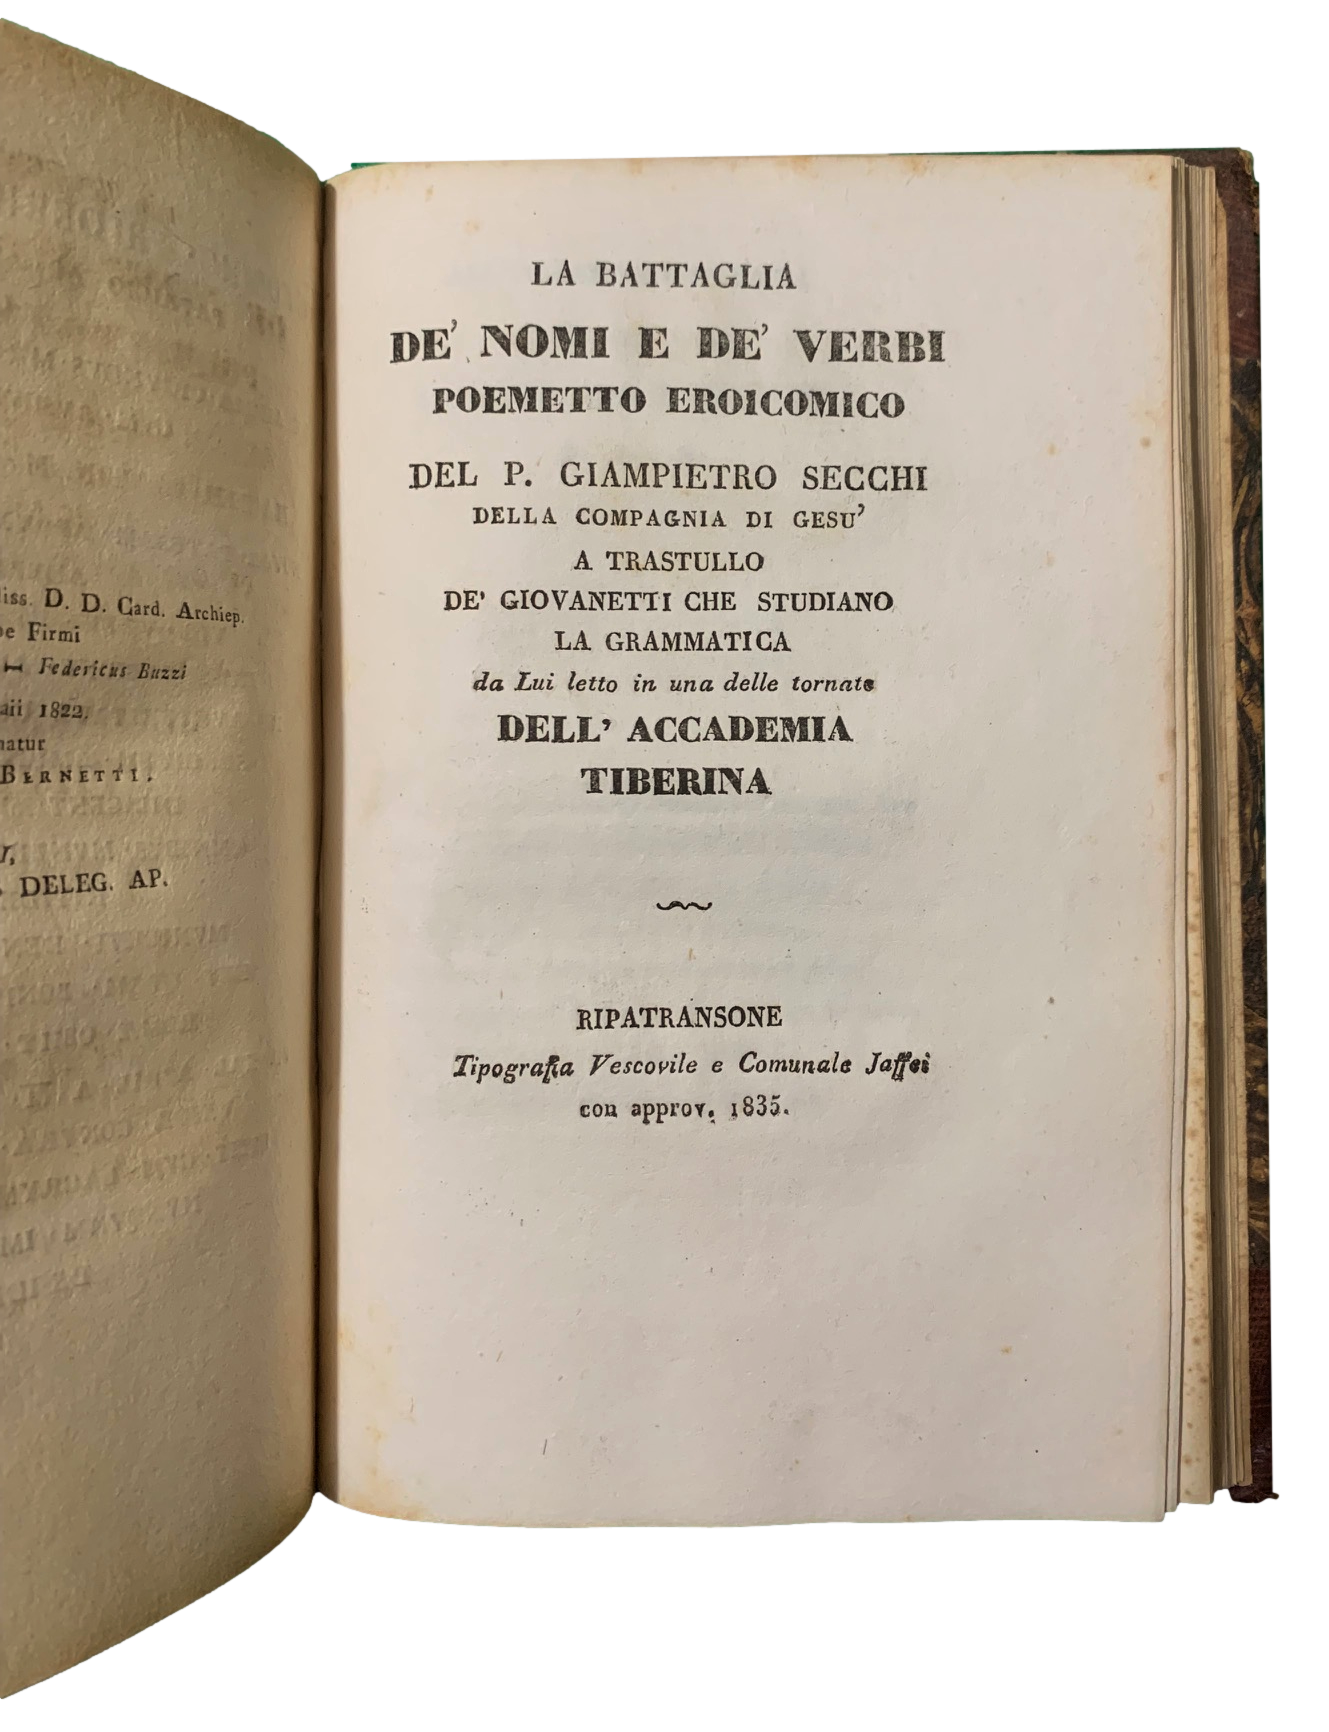 D. D. Card. Archiep.
Firmi
Federicus Buzzi
1822.
BERNETTI.
DELEG. AP.
LA BATTAGLIA
DE' NOMI E DE' VERBI
POEMETTO EROICOMICO
DEL P. GIAMPIETRO SECCHI
DELLA COMPAGNIA DI GESU'
A TRASTULLO
DE' GIOVANETTI CHE STUDIANO
LA GRAMMATICA
da Lui letto in una delle tornate
DELL' ACCADEMIA
TIBERINA
RIPATRANSONE
Tipografia Vescovile e Comunale Jaffei
con approv. 1835.